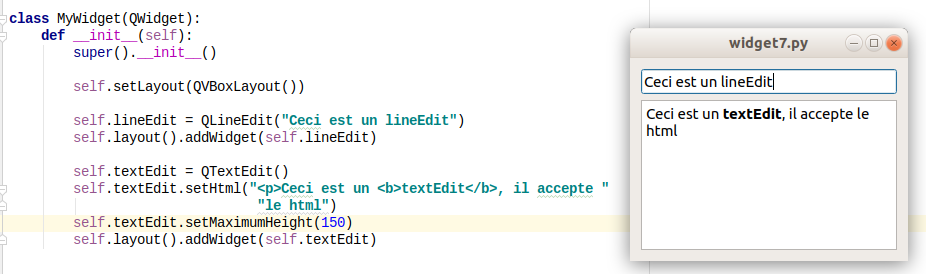 class MyWidget(QWidget):
    def __init__(self):
        super().__init__()
        self.setLayout(QVBoxLayout())
        self.lineEdit = QLineEdit("Ceci est un lineEdit")
        self.layout().addWidget(self.lineEdit)
        self.textEdit = QTextEdit()
        self.textEdit.setHtml("<p>Ceci est un <b>textEdit</b>, il accepte "
                              "le html")
        self.textEdit.setMaximumHeight(150)
        self.layout().addWidget(self.textEdit)
widget7.py
Ceci est un lineEdit
Ceci est un textEdit, il accepte le
html